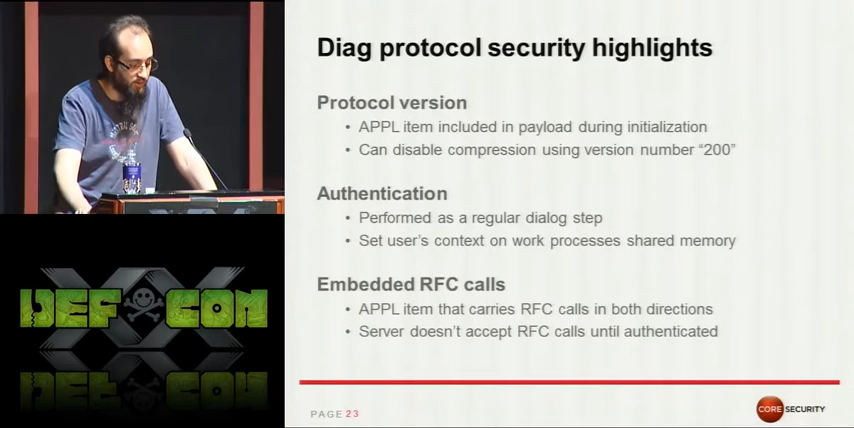 Diag protocol security highlights
Protocol version
• APPL item included in payload during initialization
• Can disable compression using version number “200”
Authentication
• Performed as a regular dialog step
• Set user’s context on work processes shared memory
Embedded RFC calls
• APPL item that carries RFC calls in both directions
• Server doesn’t accept RFC calls until authenticated
PAGE 23
CORE SECURITY
XX
DEF CON